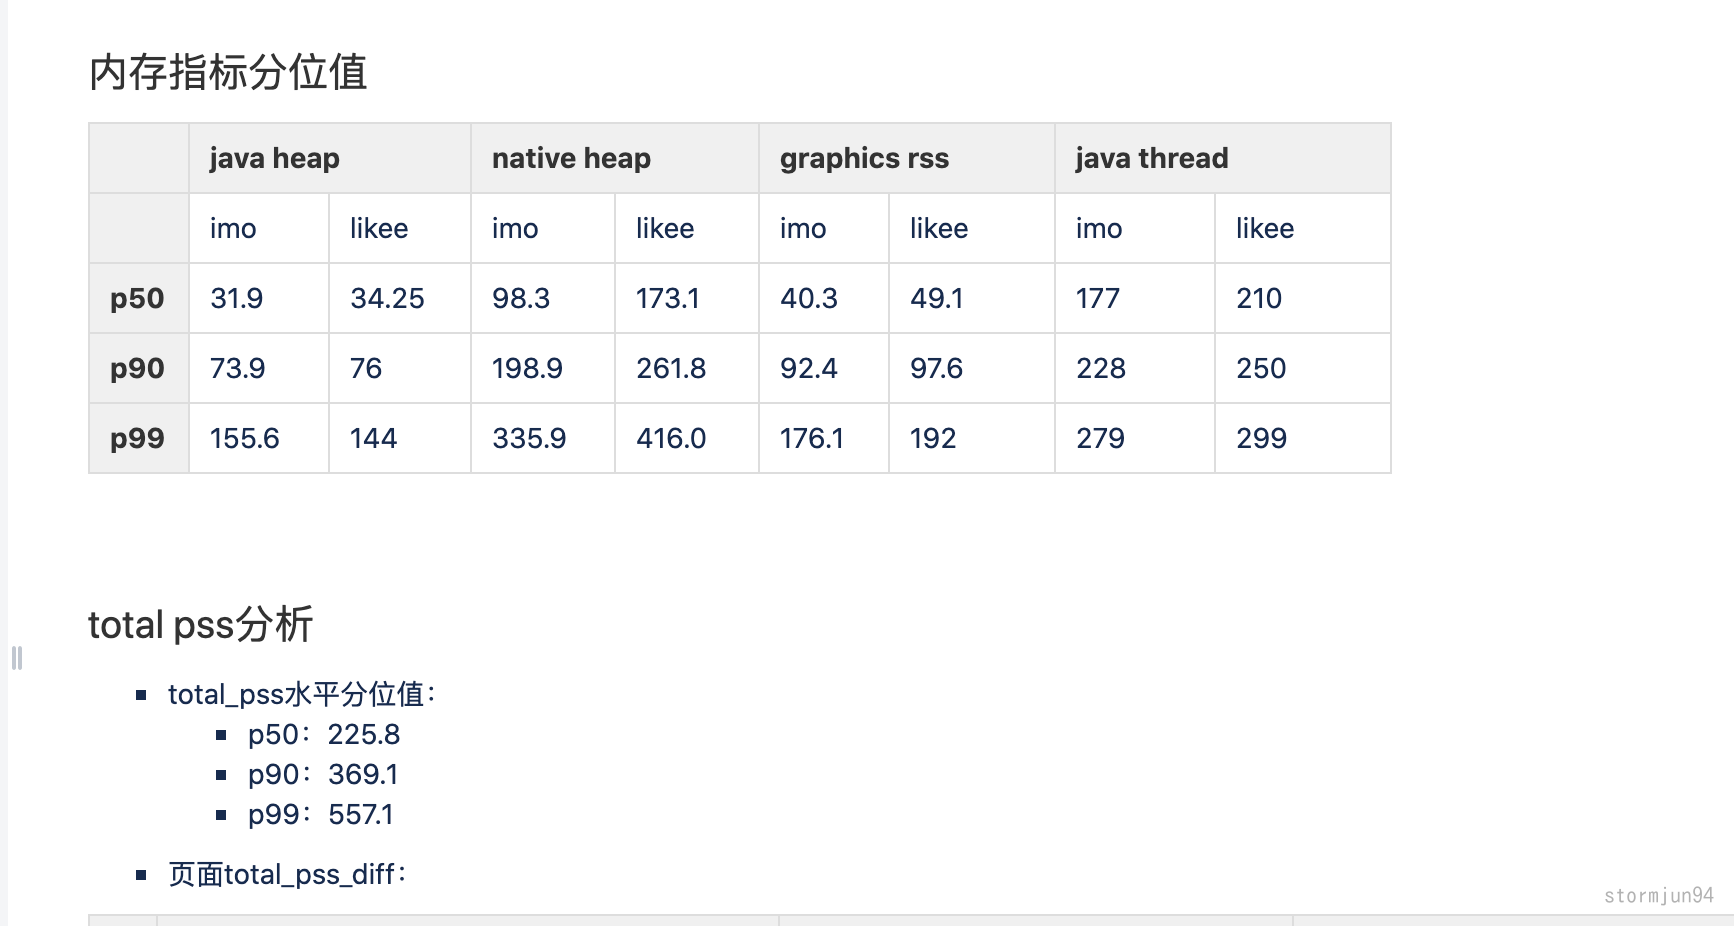 内存指标分位值
java heap native heap graphics rss java thread
imo likee imo likee imo likee imo likee
p50 31.9 34.25 98.3 173.1 40.3 49.1 177 210
p90 73.9 76 198.9 261.8 92.4 97.6 228 250
p99 155.6 144 335.9 416.0 176.1 192 279 299
total pss分析
total_pss水平分位值：
p50：225.8
p90：369.1
p99：557.1
页面total_pss_diff：
stormjun94